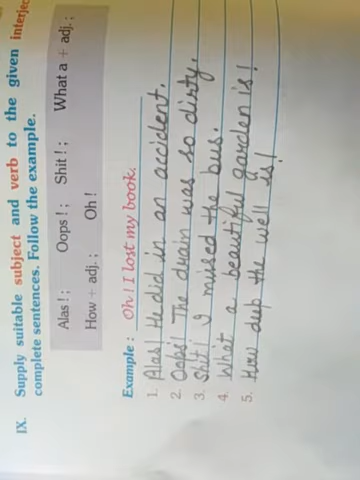 IX. Supply suitable subject and verb to the given interjec
complete sentences. Follow the example.
Alas! ; Oops! ; Shit! ; What a + adj. ;
How + adj. ; Oh!
Example : Oh! I lost my book.
1. Alas! He did in an accident.
2. Oobs! The drain was so dirty.
3. Shit! I missed the bus.
4. What a beautiful garden is!
5. How deep the well is!